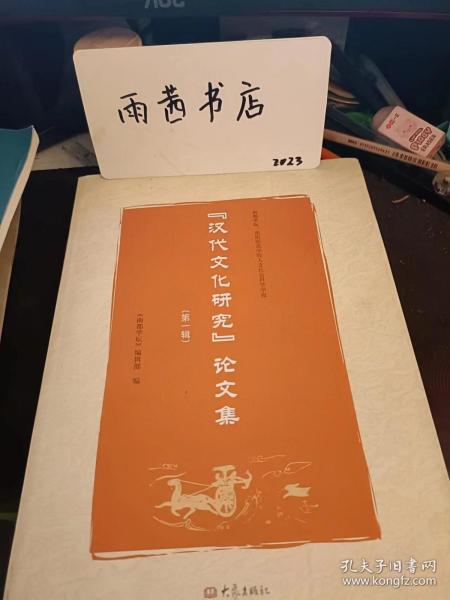 雨茜书店
2023
『汉代文化研究』论文集
(第一辑)
《南都学坛》编辑部 编
大象出版社
孔夫子旧书网
www.kongfz.com